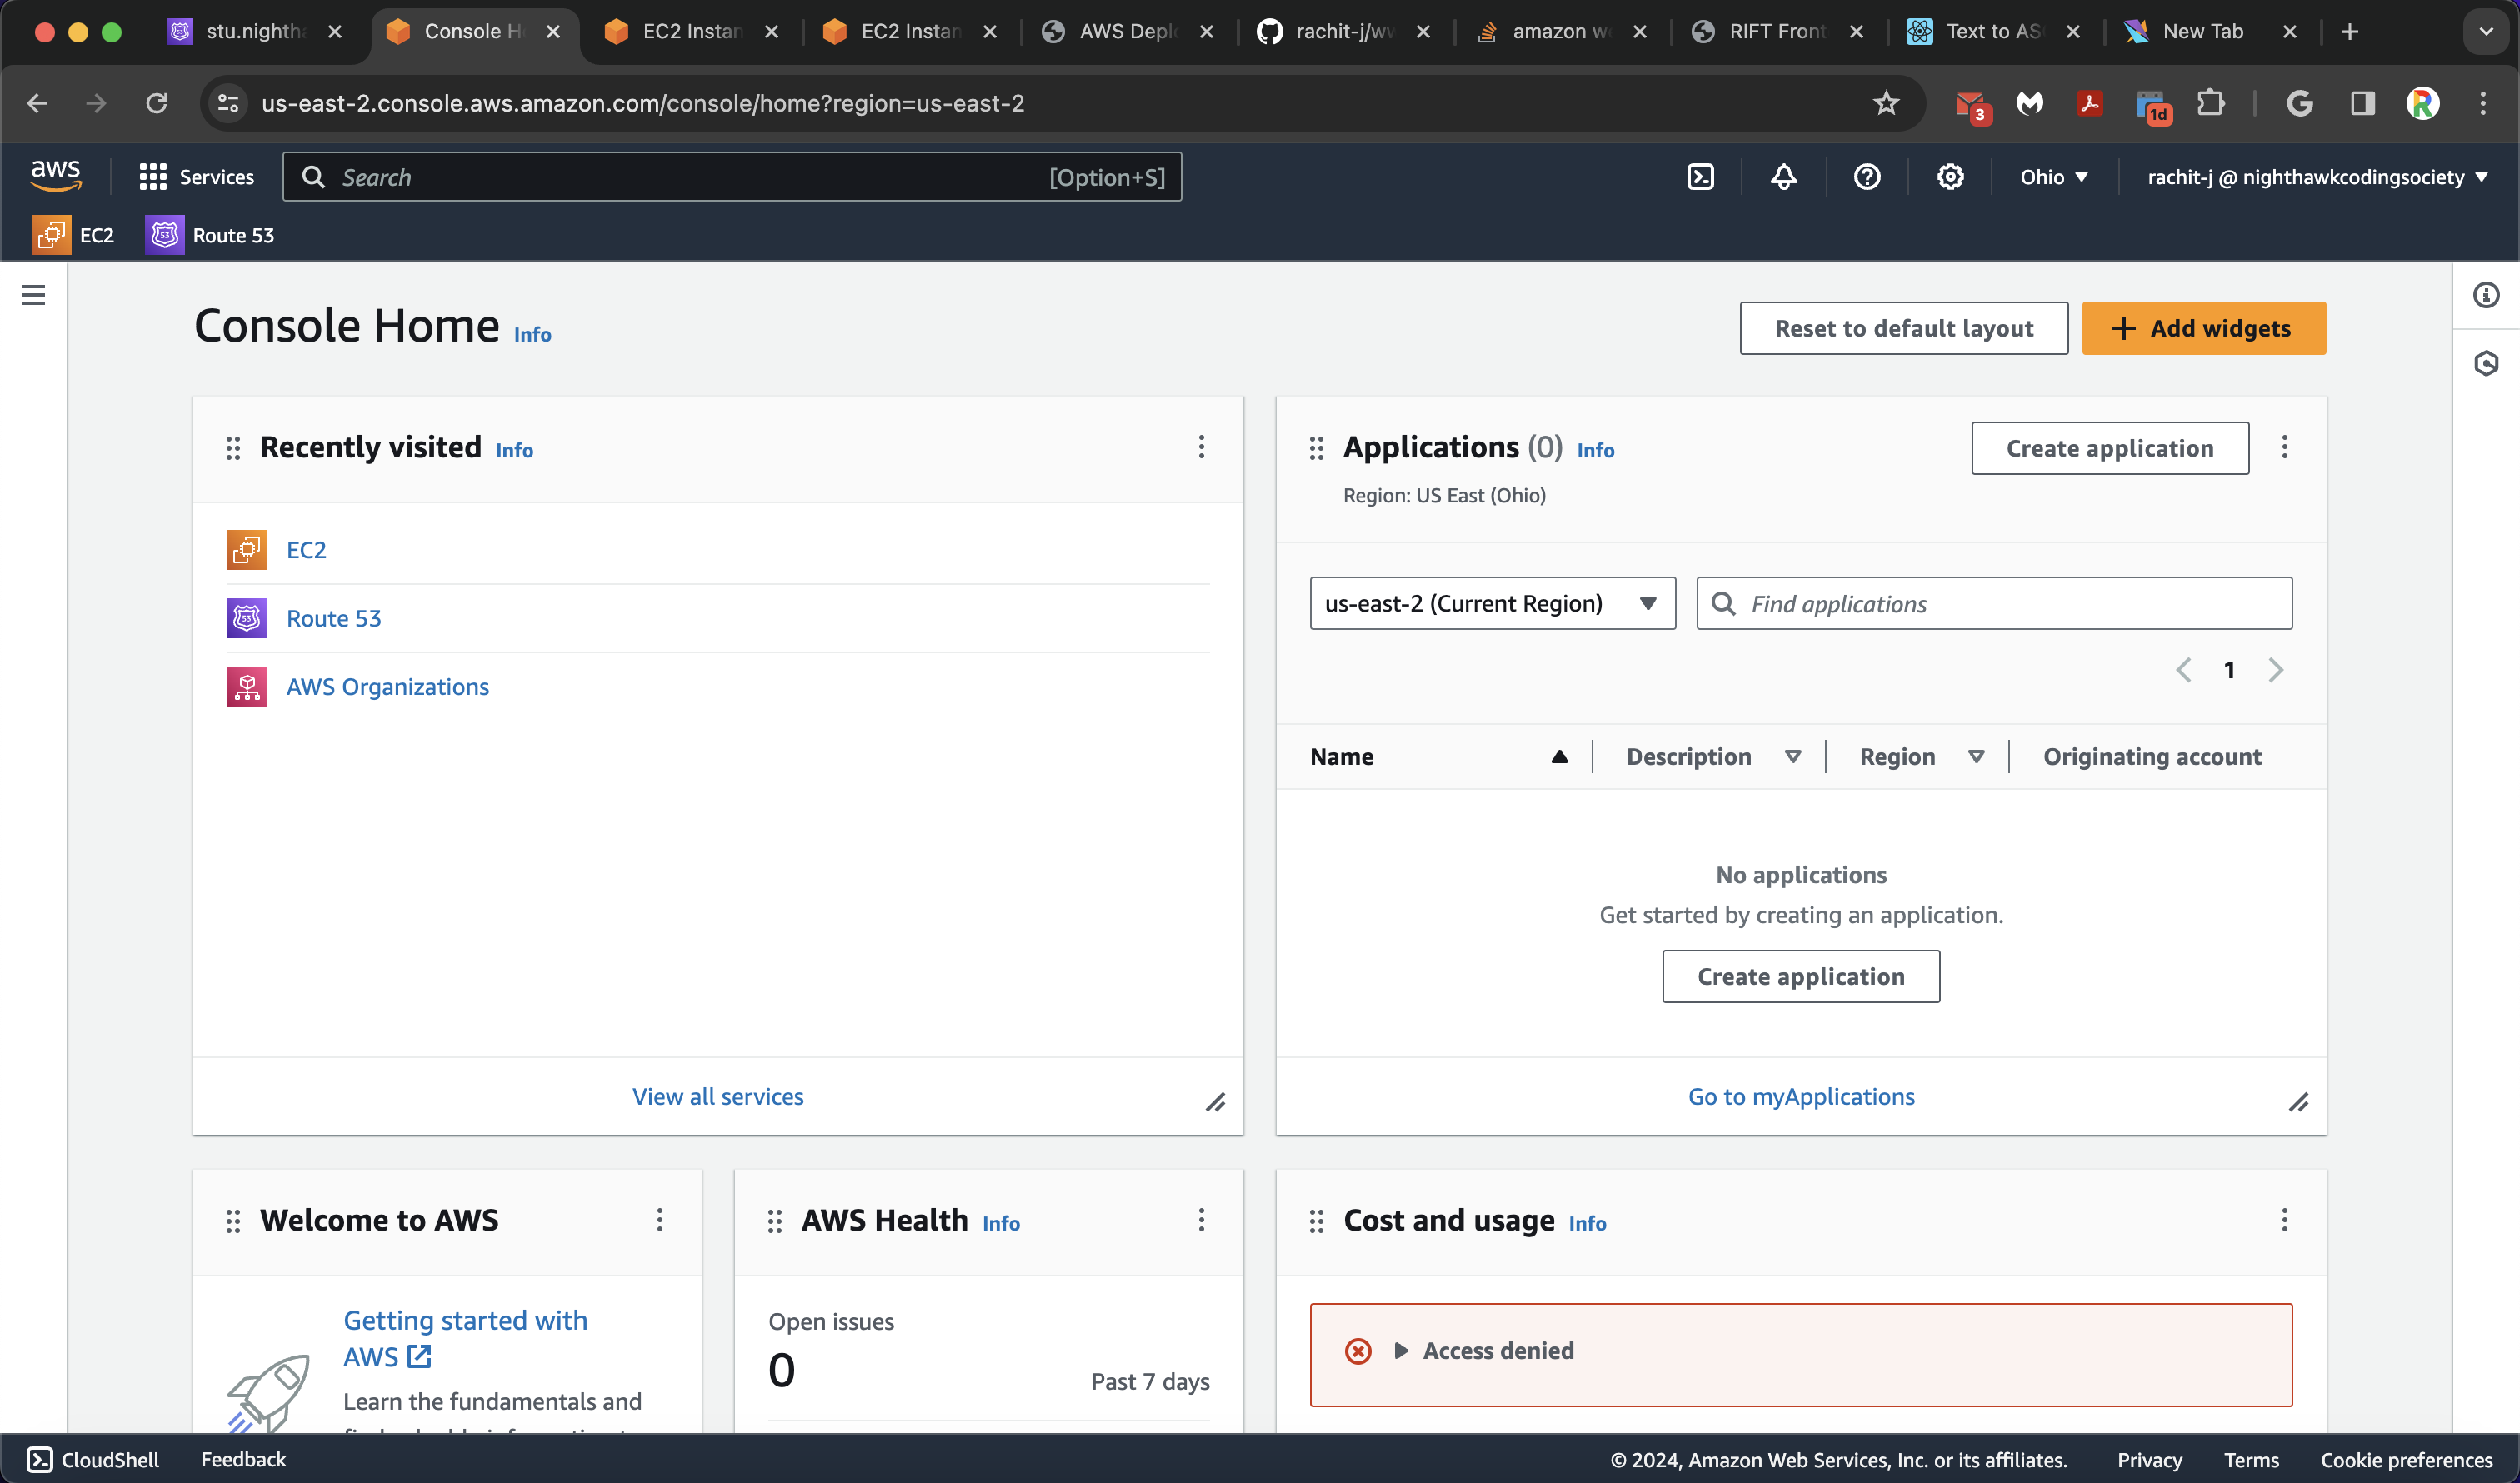 stu.nightha
Console H
EC2 Instan
EC2 Instan
AWS Deplo
rachit-j/ww
amazon we
RIFT Front
Text to AS
New Tab
us-east-2.console.aws.amazon.com/console/home?region=us-east-2
3
1d
aws
Services
Search
[Option+S]
Ohio
rachit-j @ nighthawkcodingsociety
EC2
Route 53
Console Home Info
Reset to default layout
Add widgets
Recently visited Info
EC2
Route 53
AWS Organizations
View all services
Applications (0) Info
Region: US East (Ohio)
Create application
us-east-2 (Current Region)
Find applications
1
Name
Description
Region
Originating account
No applications
Get started by creating an application.
Create application
Go to myApplications
Welcome to AWS
Getting started with
AWS
Learn the fundamentals and
AWS Health Info
Open issues
0
Past 7 days
Cost and usage Info
Access denied
CloudShell
Feedback
© 2024, Amazon Web Services, Inc. or its affiliates.
Privacy
Terms
Cookie preferences